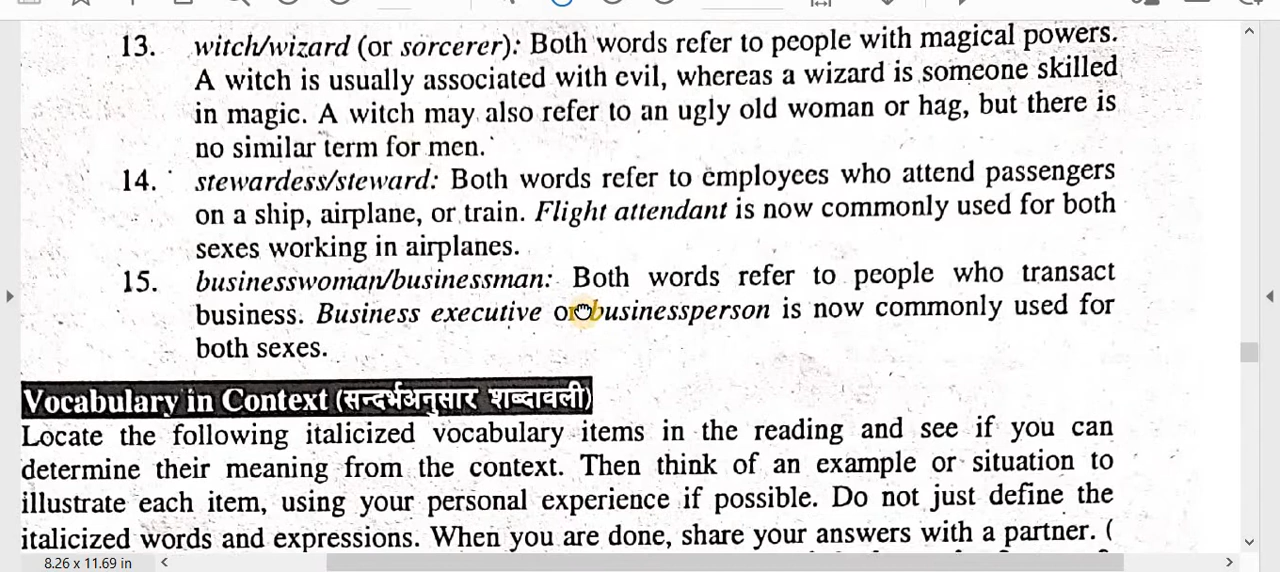 13. witch/wizard (or sorcerer): Both words refer to people with magical powers.
A witch is usually associated with evil, whereas a wizard is someone skilled
in magic. A witch may also refer to an ugly old woman or hag, but there is
no similar term for men.
14. stewardess/steward: Both words refer to employees who attend passengers
on a ship, airplane, or train. Flight attendant is now commonly used for both
sexes working in airplanes.
15. businesswoman/businessman: Both words refer to people who transact
business. Business executive or businessperson is now commonly used for
both sexes.
Vocabulary in Context (सन्दर्भअनुसार शब्दावली)
Locate the following italicized vocabulary items in the reading and see if you can
determine their meaning from the context. Then think of an example or situation to
illustrate each item, using your personal experience if possible. Do not just define the
italicized words and expressions. When you are done, share your answers with a partner. (
8.26 x 11.69 in